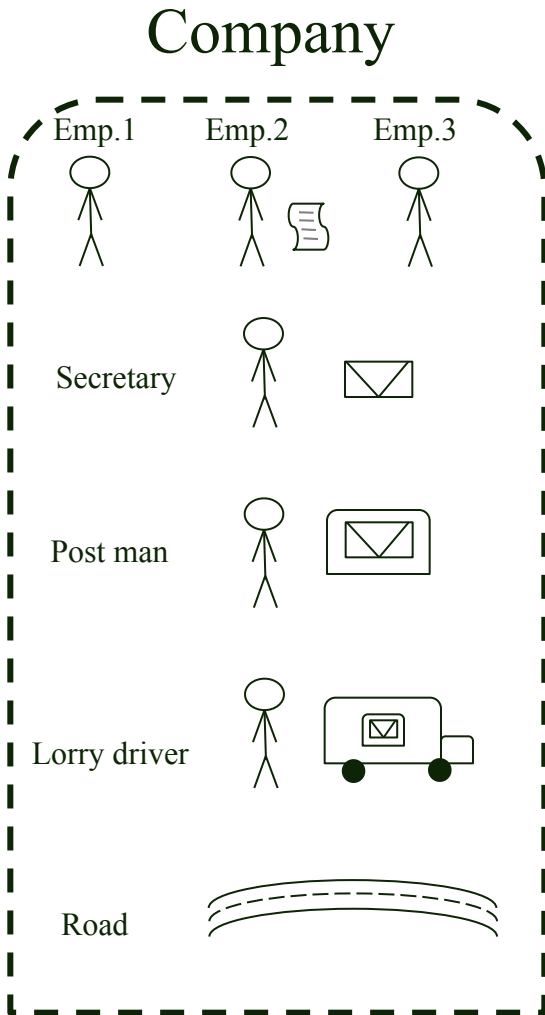 Company
Emp.1 Emp.2 Emp.3
Secretary
Post man
Lorry driver
Road